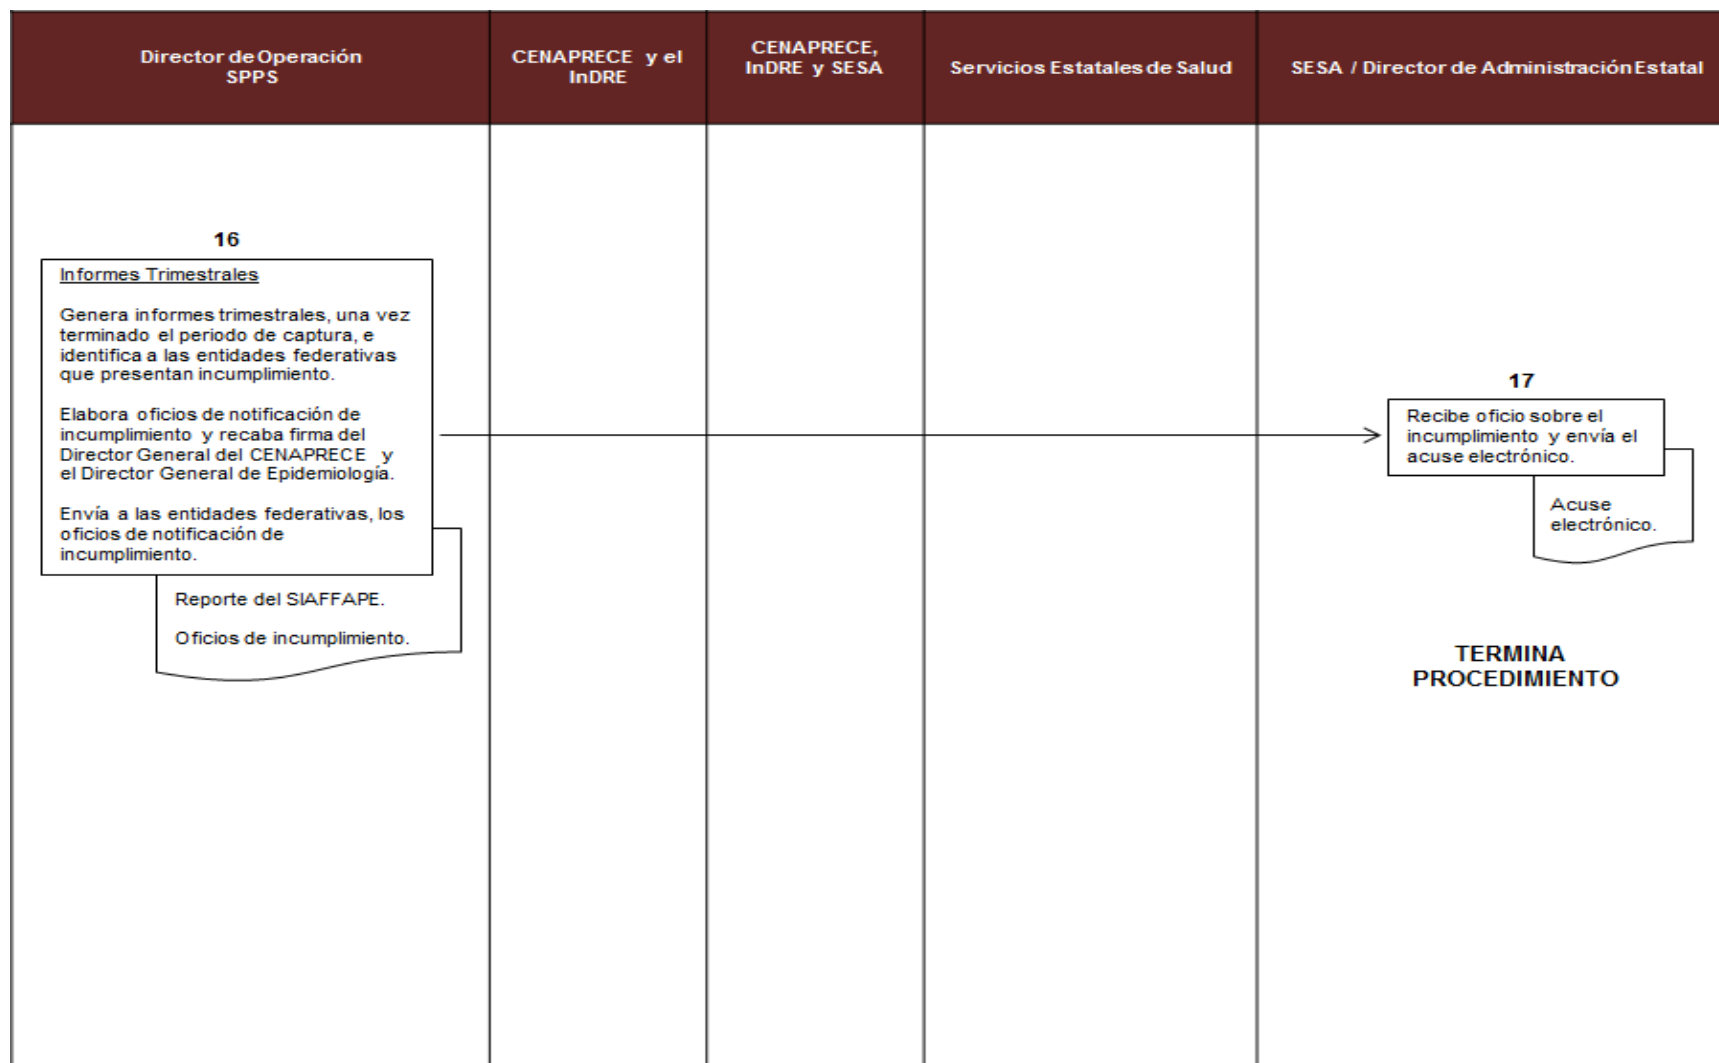 Director de Operación
SPPS
CENAPRECE y el
InDRE
CENAPRECE,
InDRE y SESA
Servicios Estatales de Salud
SESA / Director de Administración Estatal
16
Informes Trimestrales
Genera informes trimestrales, una vez
terminado el periodo de captura, e
identifica a las entidades federativas
que presentan incumplimiento.
Elabora oficios de notificación de
incumplimiento y recaba firma del
Director General del CENAPRECE y
el Director General de Epidemiología.
Envía a las entidades federativas, los
oficios de notificación de
incumplimiento.
Reporte del SIAFFAPE.
Oficios de incumplimiento.
17
Recibe oficio sobre el
incumplimiento y envía el
acuse electrónico.
Acuse
electrónico.
TERMINA
PROCEDIMIENTO